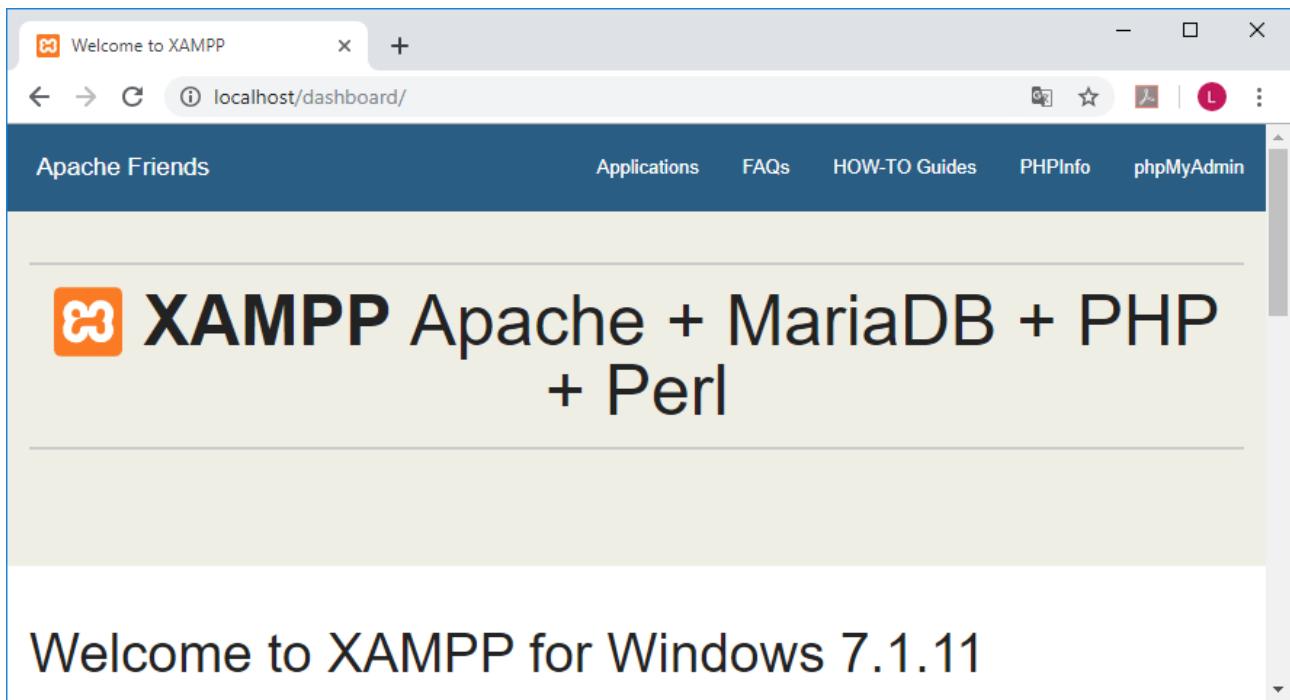 Welcome to XAMPP
localhost/dashboard/
L
Apache Friends Applications FAQs HOW-TO Guides PHPInfo phpMyAdmin
XAMPP Apache + MariaDB + PHP
+ Perl
Welcome to XAMPP for Windows 7.1.11